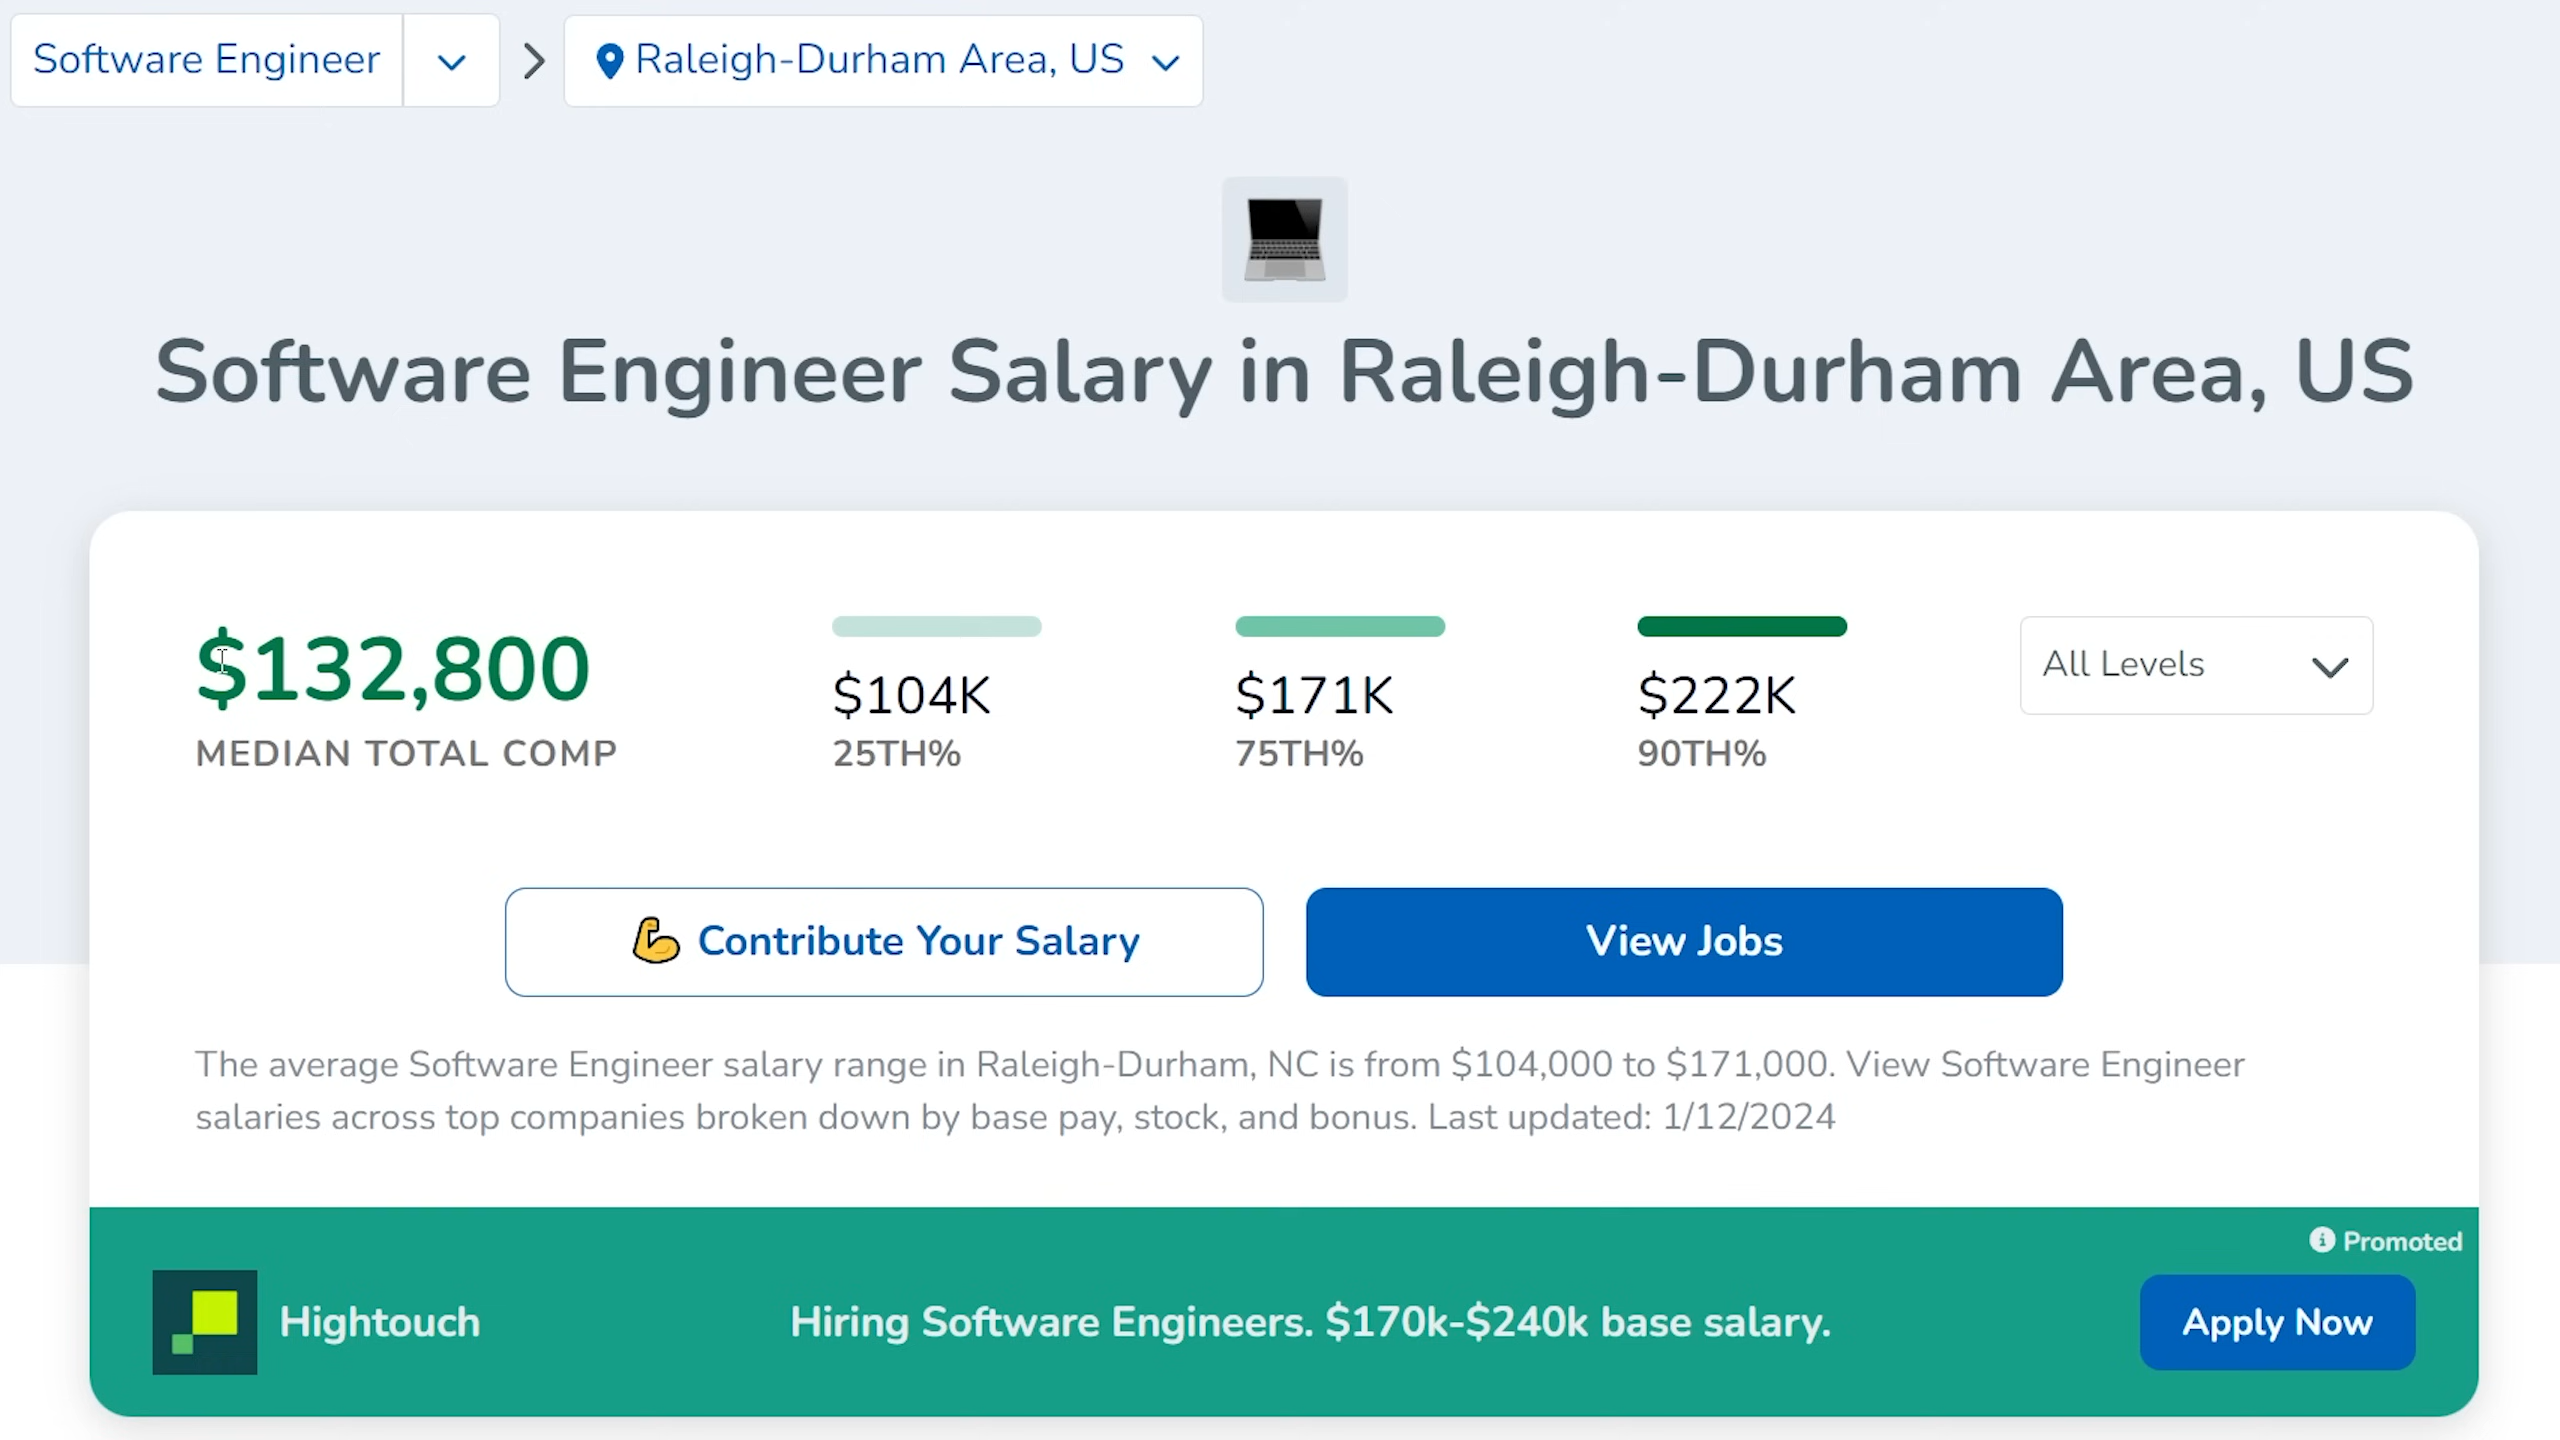 Software Engineer
Raleigh-Durham Area, US
Software Engineer Salary in Raleigh-Durham Area, US
$132,800
MEDIAN TOTAL COMP
$104K
25TH%
$171K
75TH%
$222K
90TH%
All Levels
Contribute Your Salary
View Jobs
The average Software Engineer salary range in Raleigh-Durham, NC is from $104,000 to $171,000. View Software Engineer
salaries across top companies broken down by base pay, stock, and bonus. Last updated: 1/12/2024
Promoted
Hightouch
Hiring Software Engineers. $170k-$240k base salary.
Apply Now